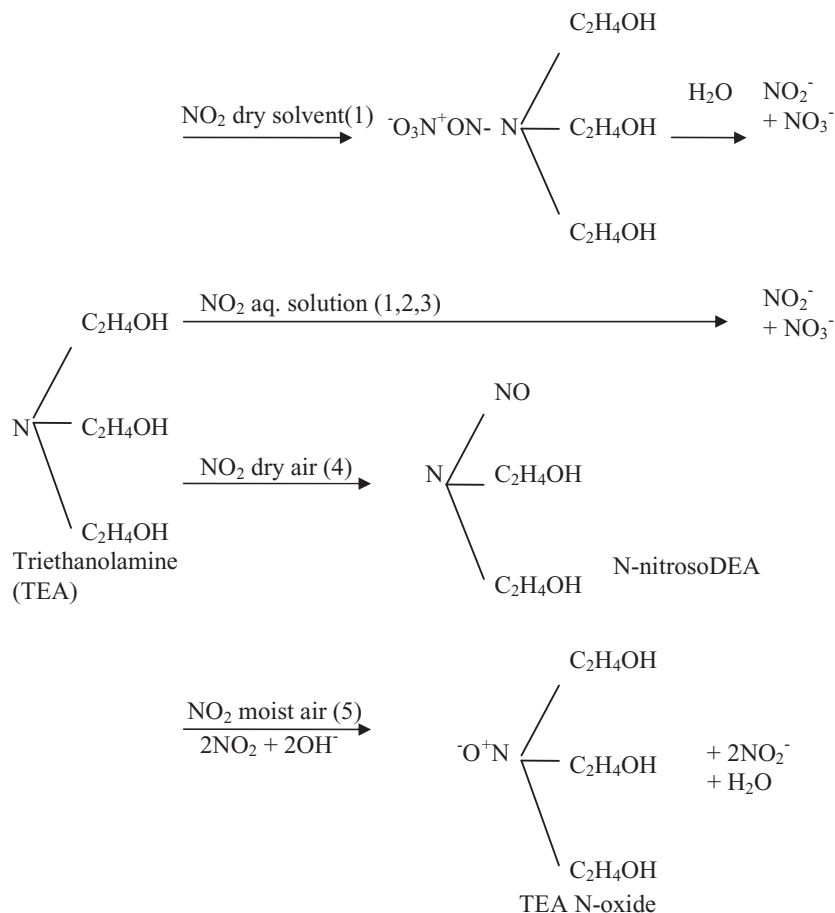 C₂H₄OH
NO₂ dry solvent(1)
⁻O₃N⁺ON- N
C₂H₄OH
H₂O
NO₂⁻
+ NO₃⁻
C₂H₄OH
NO₂ aq. solution (1,2,3)
NO₂⁻
+ NO₃⁻
C₂H₄OH
N
C₂H₄OH
C₂H₄OH
Triethanolamine
(TEA)
NO₂ dry air (4)
NO
N
C₂H₄OH
C₂H₄OH
N-nitrosoDEA
NO₂ moist air (5)
2NO₂ + 2OH⁻
C₂H₄OH
⁻O⁺N
C₂H₄OH
C₂H₄OH
+ 2NO₂⁻
+ H₂O
TEA N-oxide